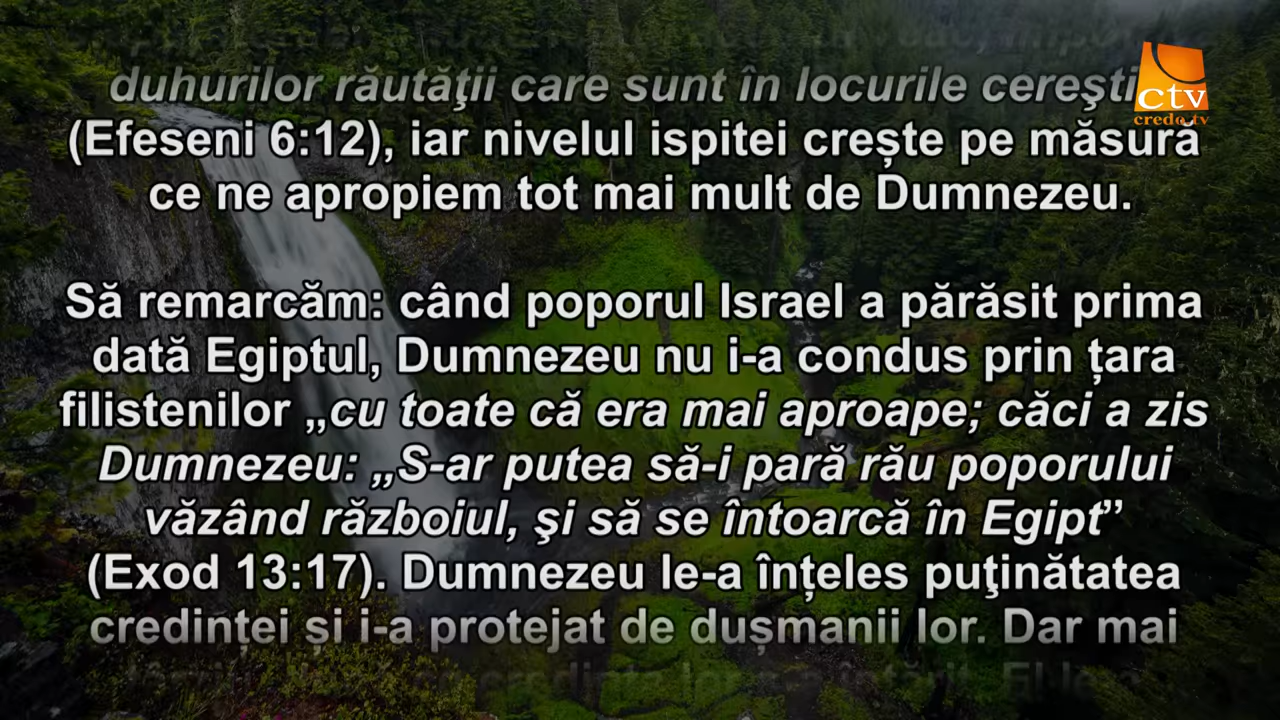 duhurilor răutăţii care sunt în locurile cereşti
(Efeseni 6:12), iar nivelul ispitei crește pe măsură
ce ne apropiem tot mai mult de Dumnezeu.
Să remarcăm: când poporul Israel a părăsit prima
dată Egiptul, Dumnezeu nu i-a condus prin țara
filistenilor „cu toate că era mai aproape; căci a zis
Dumnezeu: „S-ar putea să-i pară rău poporului
văzând războiul, şi să se întoarcă în Egipt”
(Exod 13:17). Dumnezeu le-a înțeles puţinătatea
credinței și i-a protejat de dușmanii lor. Dar mai
credința lor
ctv
credo.tv